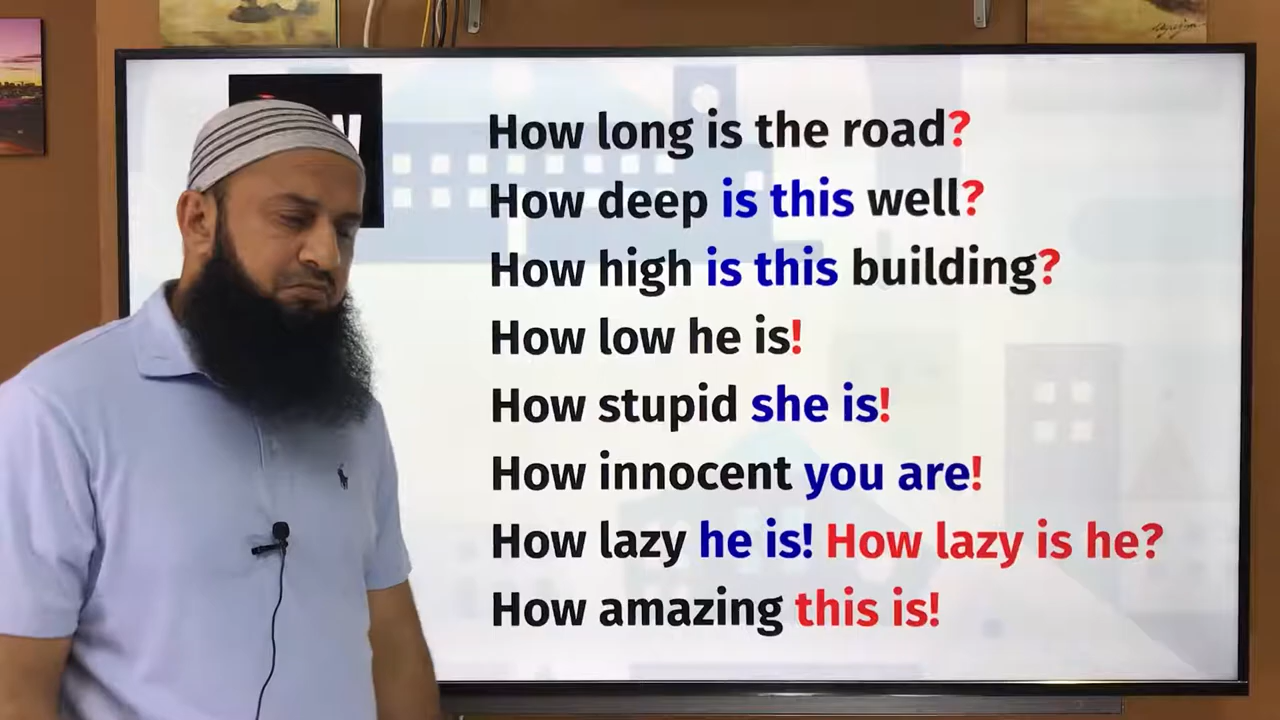 How long is the road?
How deep is this well?
How high is this building?
How low he is!
How stupid she is!
How innocent you are!
How lazy he is! How lazy is he?
How amazing this is!